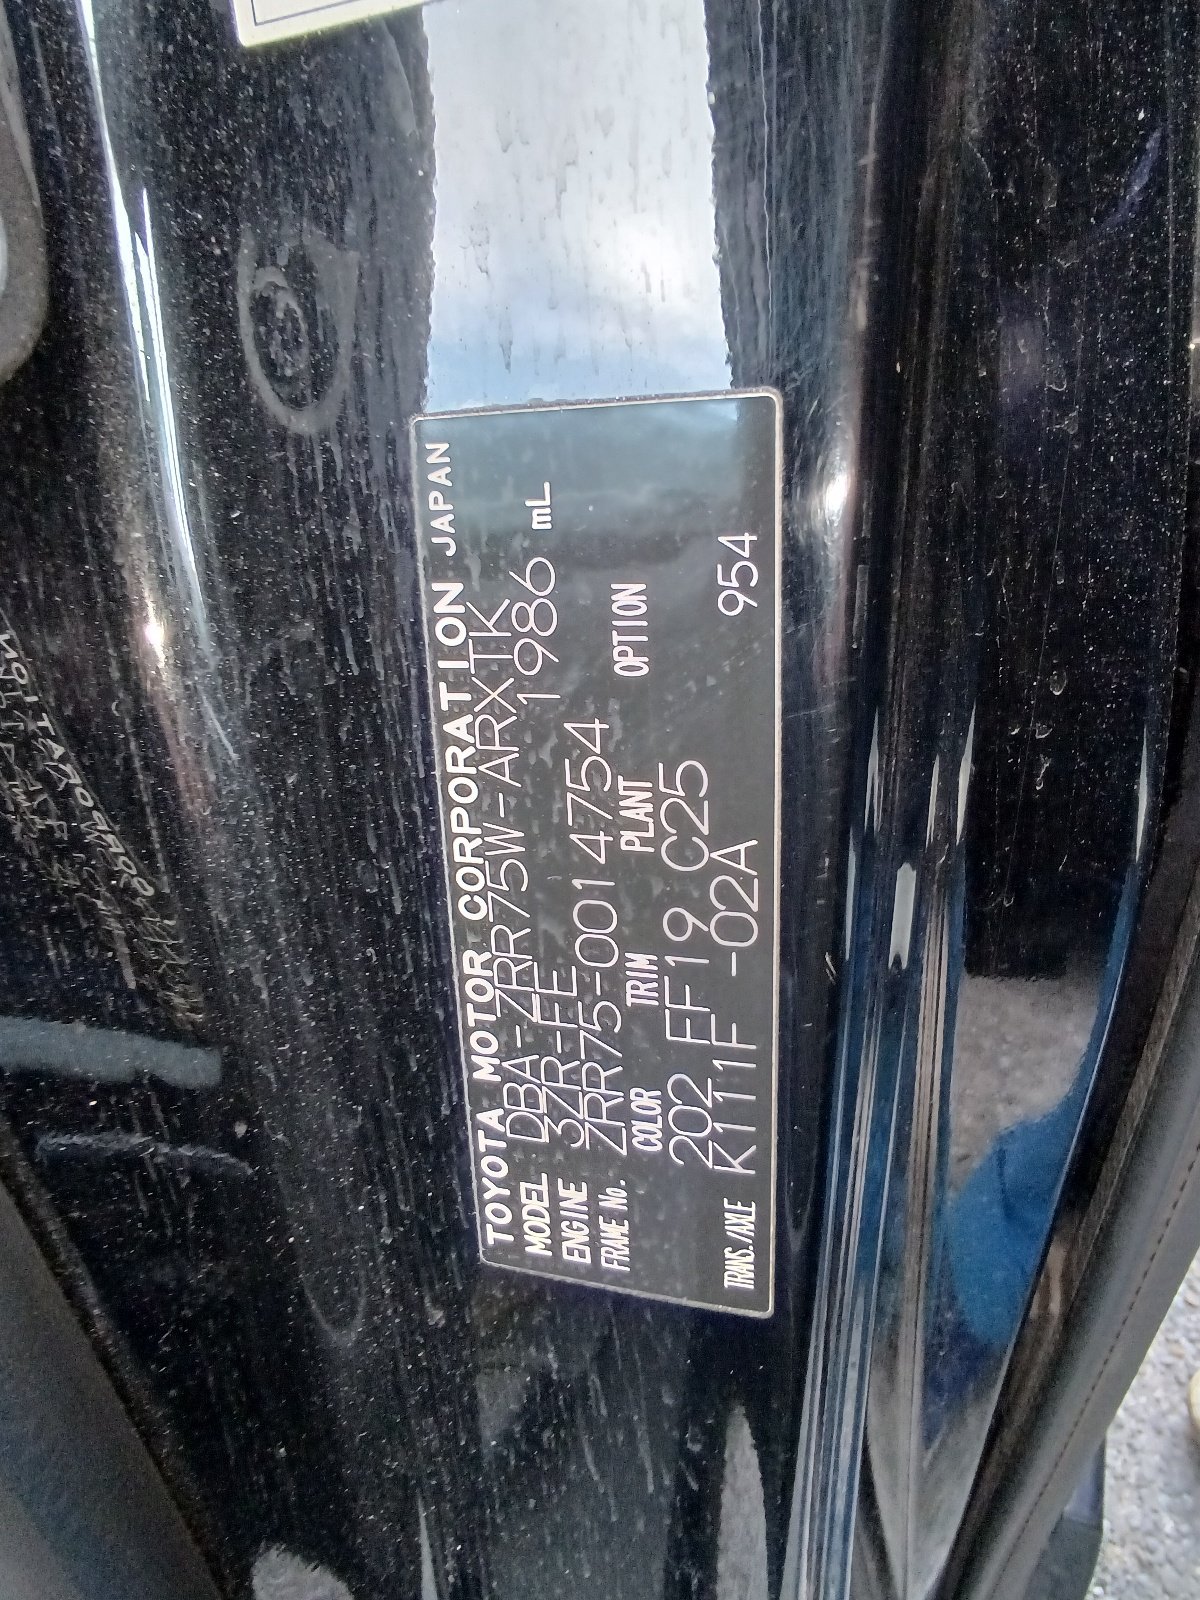 TOYOTA MOTOR CORPORATION JAPAN
MODEL DBA-ZRR75W-ARXTK
ENGINE 3ZR-FE 1986 mL
FRAME No. ZRR75-0014754
COLOR TRIM PLANT OPTION
202 FF19 C25
TRANS./AXLE K111F -02A 954